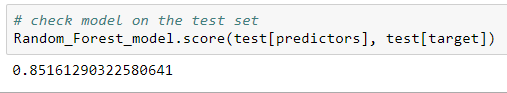 # check model on the test set
Random_Forest_model.score(test[predictors], test[target])
0.85161290322580641